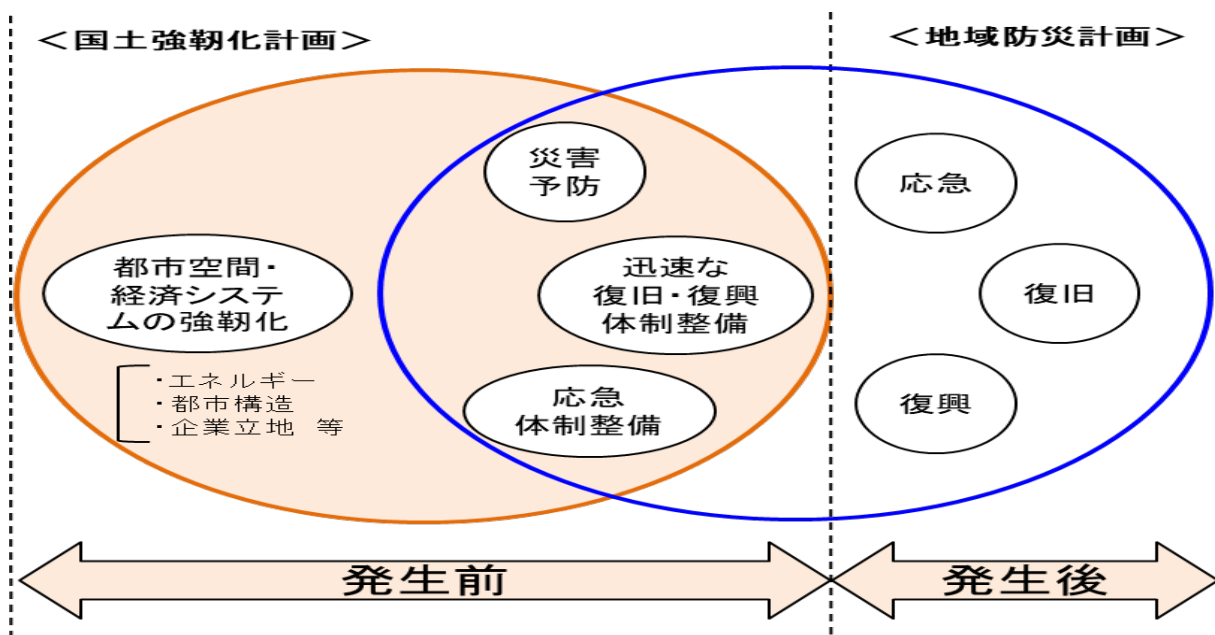 ＜国土強靭化計画＞
＜地域防災計画＞
災害
予防
応急
都市空間・
経済システ
ムの強靭化
迅速な
復旧・復興
体制整備
復旧
・エネルギー
・都市構造
・企業立地　等
応急
体制整備
復興
発生前
発生後